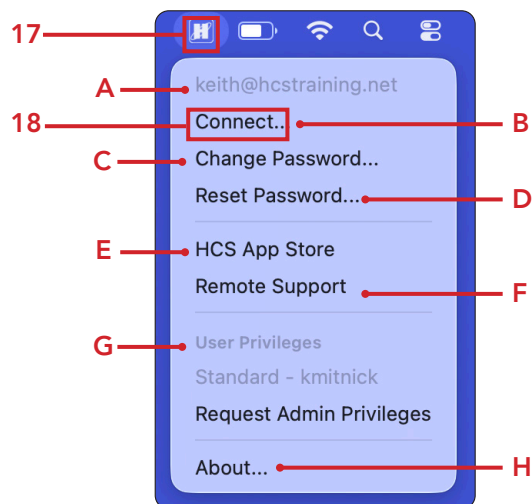 17
A keith@hcstraining.net
18 Connect... B
C Change Password...
Reset Password... D
E HCS App Store
Remote Support F
G User Privileges
Standard - kmitnick
Request Admin Privileges
About... H